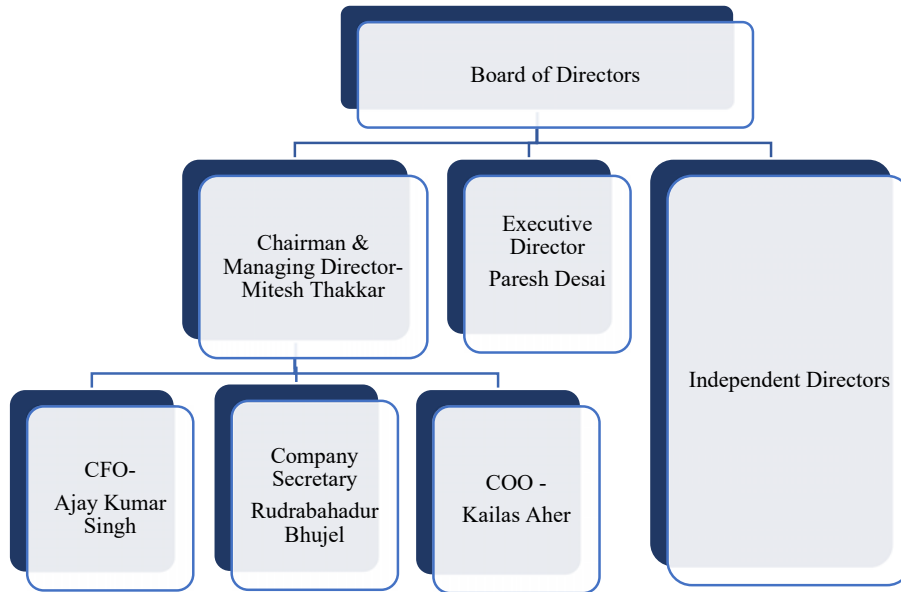 Board of Directors
Chairman &
Managing Director-
Mitesh Thakkar
Executive
Director
Paresh Desai
Independent Directors
CFO-
Ajay Kumar
Singh
Company
Secretary
Rudrabahadur
Bhujel
COO -
Kailas Aher